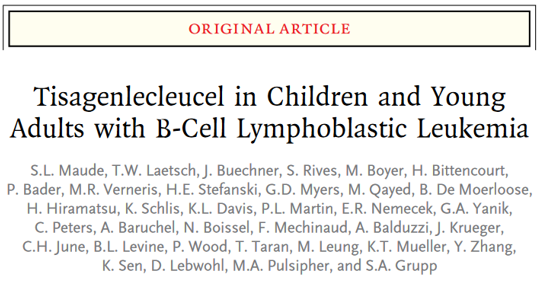 ORIGINAL ARTICLE
Tisagenlecleucel in Children and Young
Adults with B-Cell Lymphoblastic Leukemia
S.L. Maude, T.W. Laetsch, J. Buechner, S. Rives, M. Boyer, H. Bittencourt,
P. Bader, M.R. Verneris, H.E. Stefanski, G.D. Myers, M. Qayed, B. De Moerloose,
H. Hiramatsu, K. Schlis, K.L. Davis, P.L. Martin, E.R. Nemecek, G.A. Yanik,
C. Peters, A. Baruchel, N. Boissel, F. Mechinaud, A. Balduzzi, J. Krueger,
C.H. June, B.L. Levine, P. Wood, T. Taran, M. Leung, K.T. Mueller, Y. Zhang,
K. Sen, D. Lebwohl, M.A. Pulsipher, and S.A. Grupp